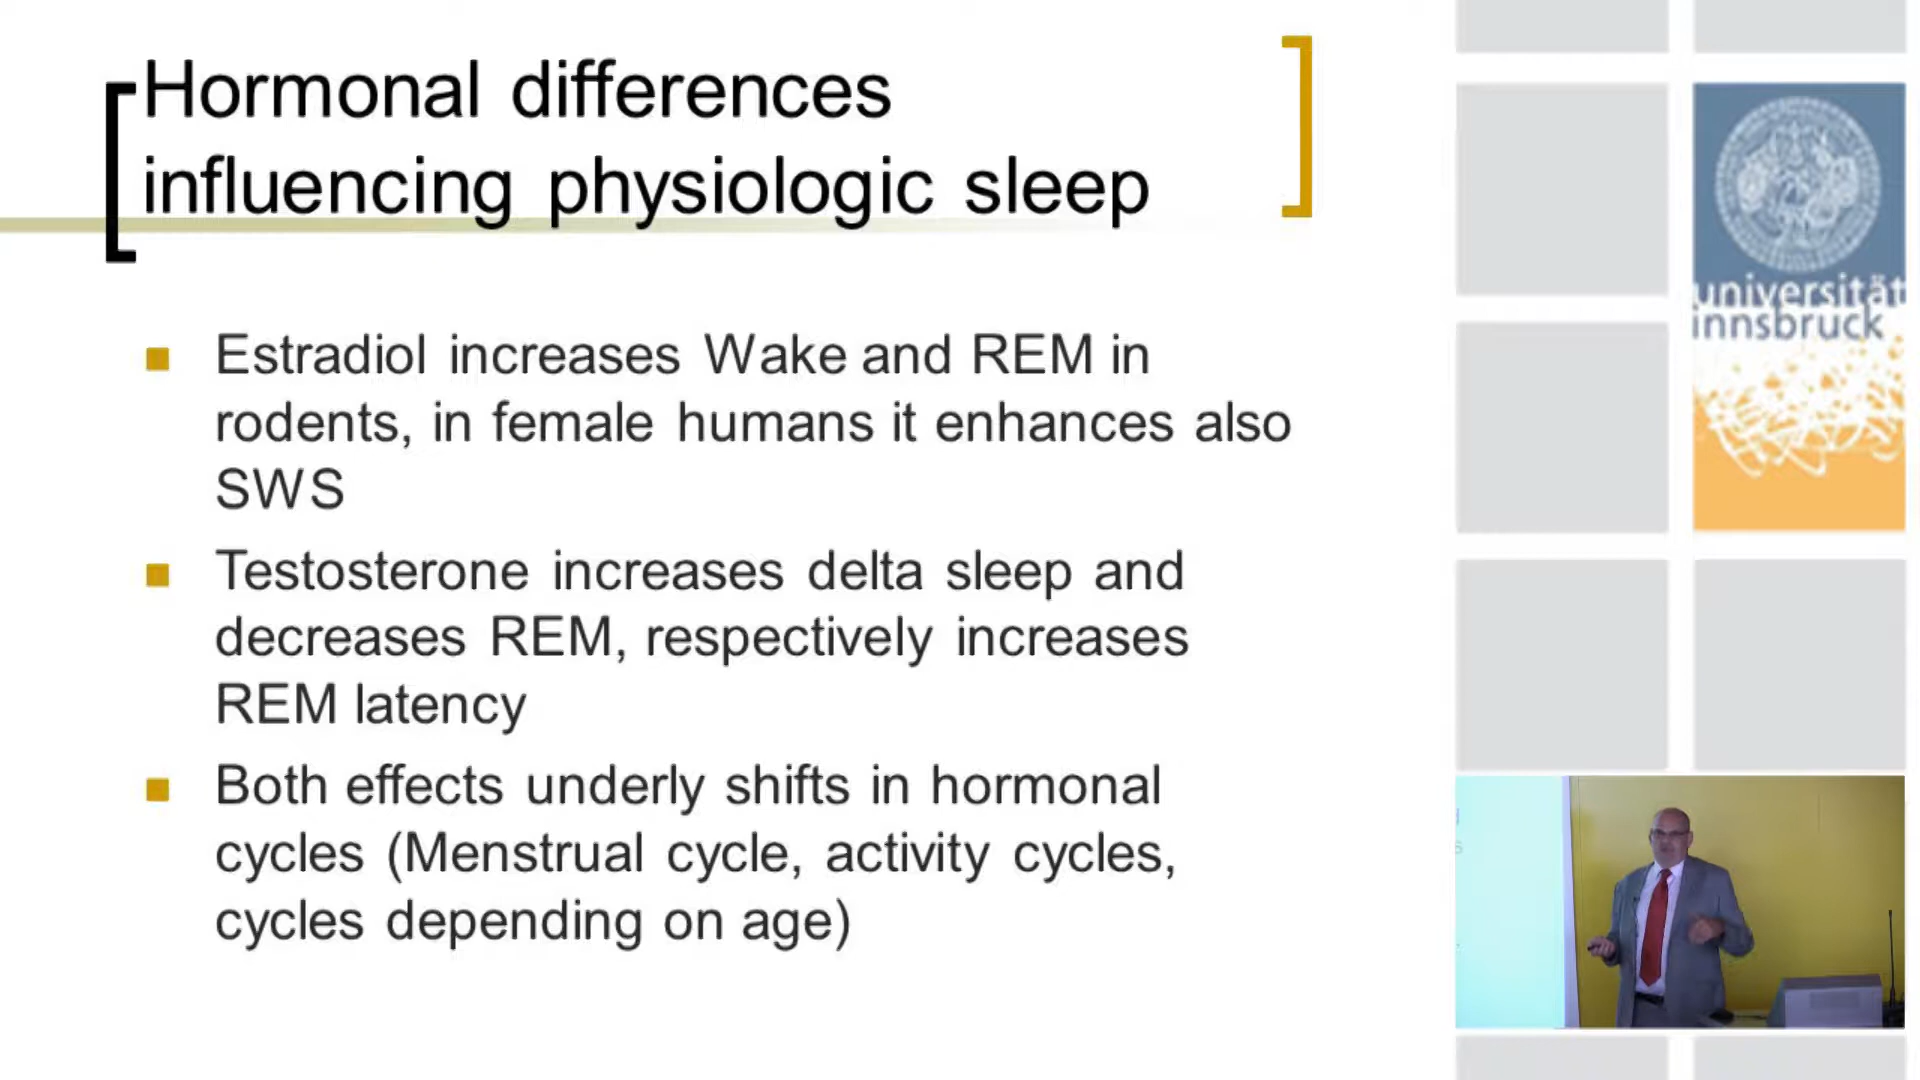 Hormonal differences
influencing physiologic sleep
Estradiol increases Wake and REM in
rodents, in female humans it enhances also
SWS
Testosterone increases delta sleep and
decreases REM, respectively increases
REM latency
Both effects underly shifts in hormonal
cycles (Menstrual cycle, activity cycles,
cycles depending on age)
universität
innsbruck